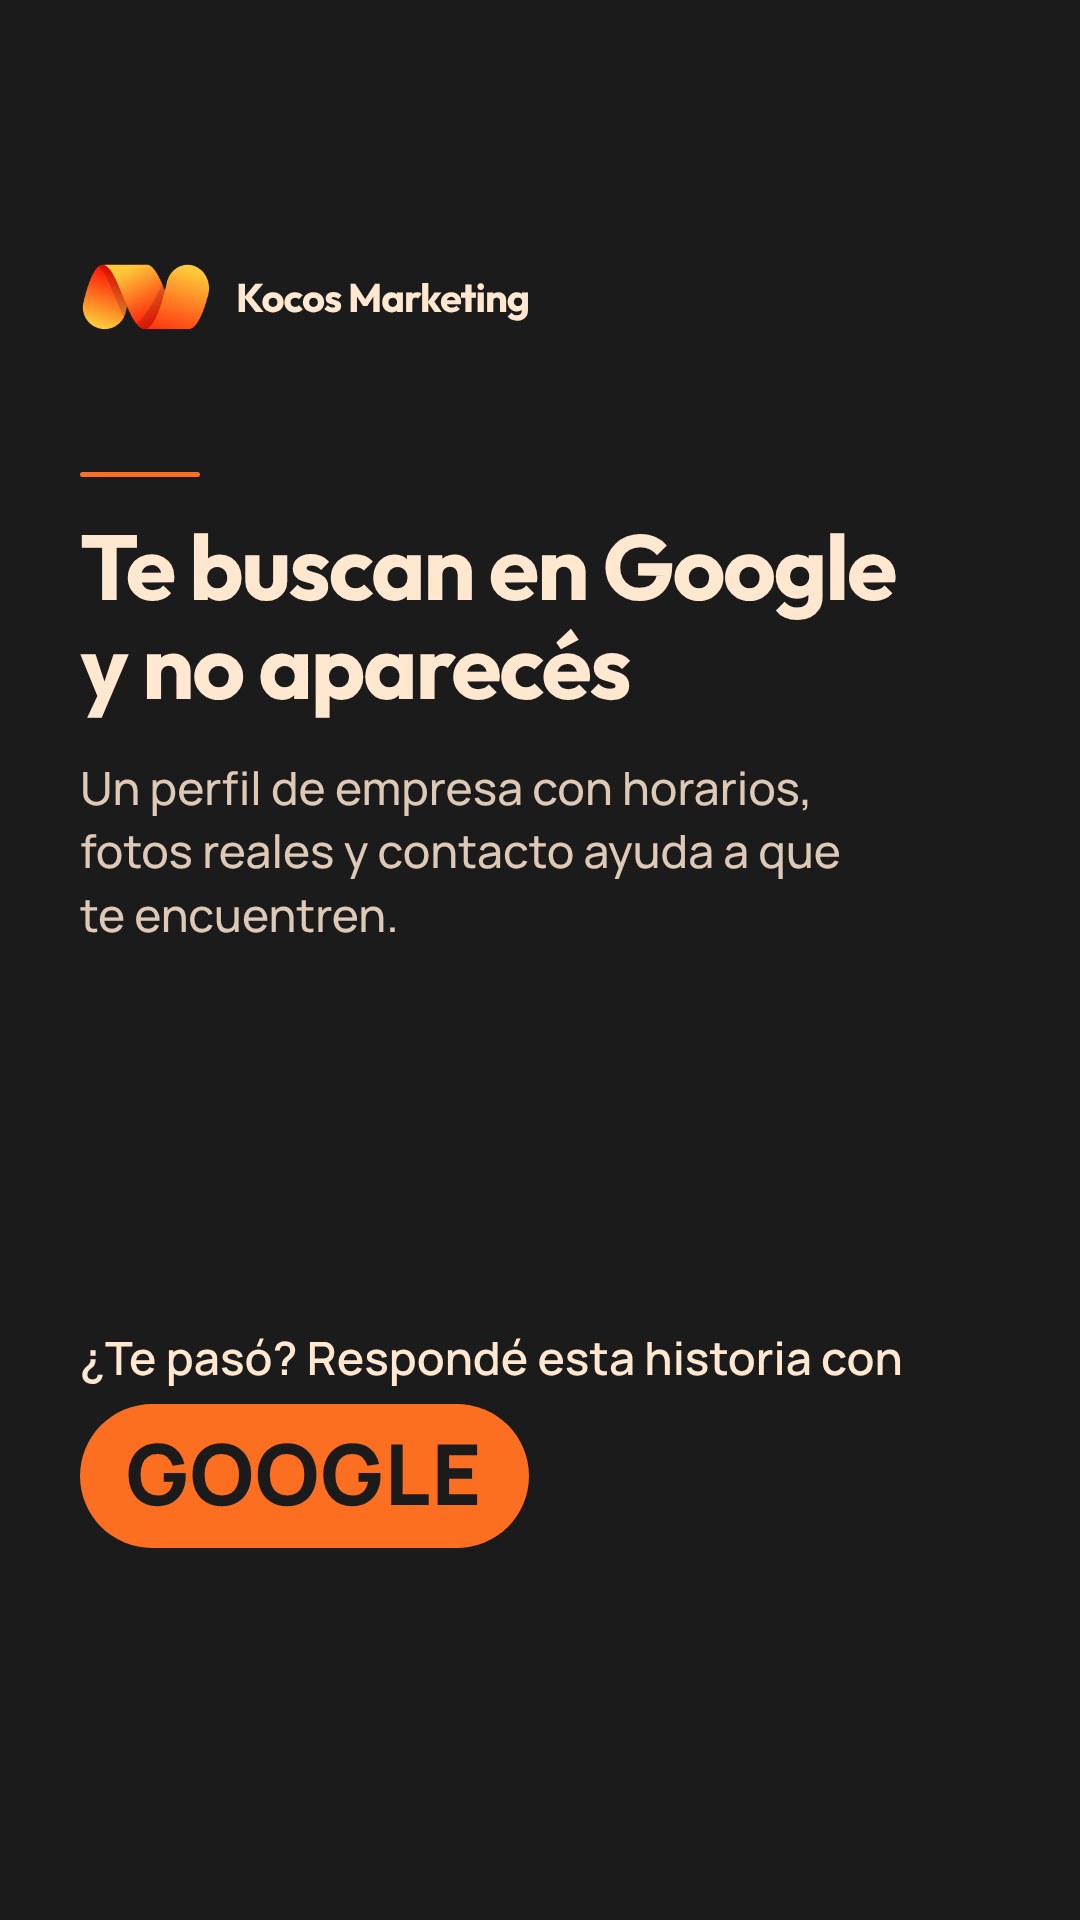 Kocos Marketing
Te buscan en Google
y no aparecés
Un perfil de empresa con horarios,
fotos reales y contacto ayuda a que
te encuentren.
¿Te pasó? Respondé esta historia con
GOOGLE